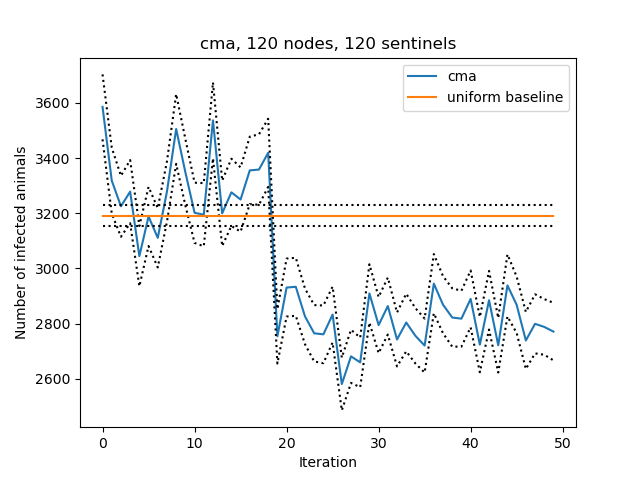 cma, 120 nodes, 120 sentinels
cma
uniform baseline
Number of infected animals
3600
3400
3200
3000
2800
2600
0 10 20 30 40 50
Iteration